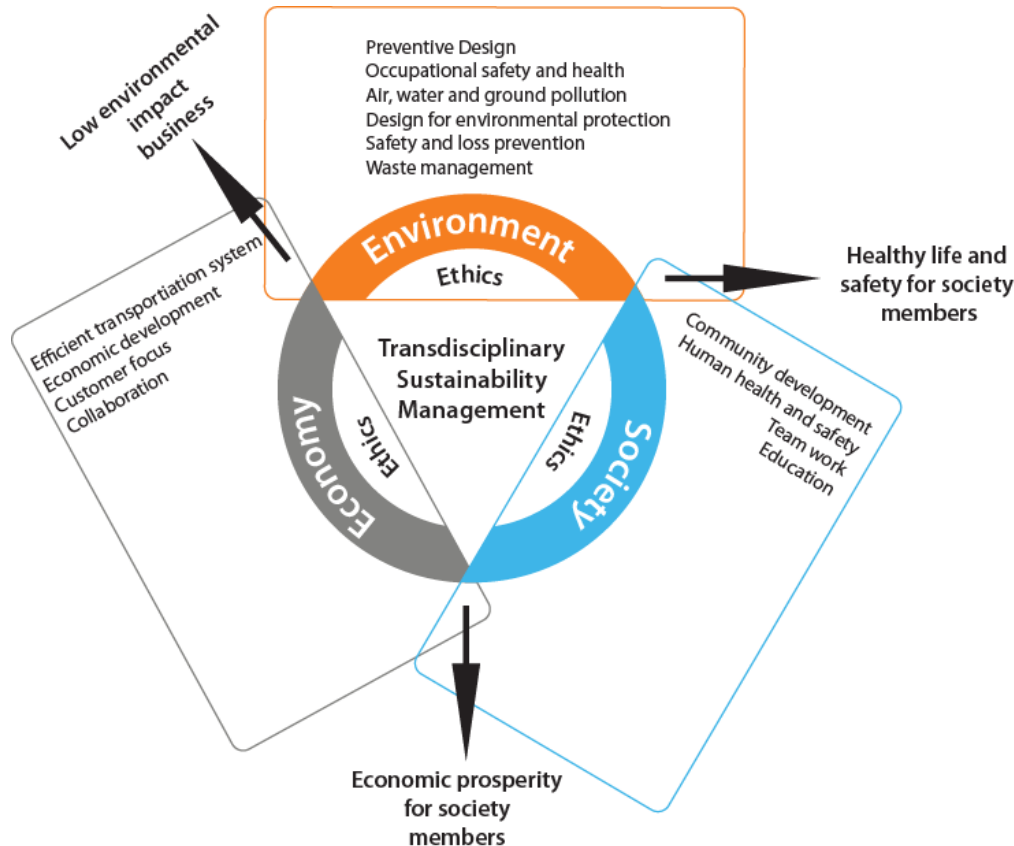 Low environmental
impact
business
Preventive Design
Occupational safety and health
Air, water and ground pollution
Design for environmental protection
Safety and loss prevention
Waste management
Environment
Ethics
Healthy life and
safety for society
members
Efficient transportiation system
Economic development
Customer focus
Collaboration
Transdisciplinary
Sustainability
Management
Community development
Human health and safety
Team work
Education
Economy
Ethics
Ethics
Society
Economic prosperity
for society
members